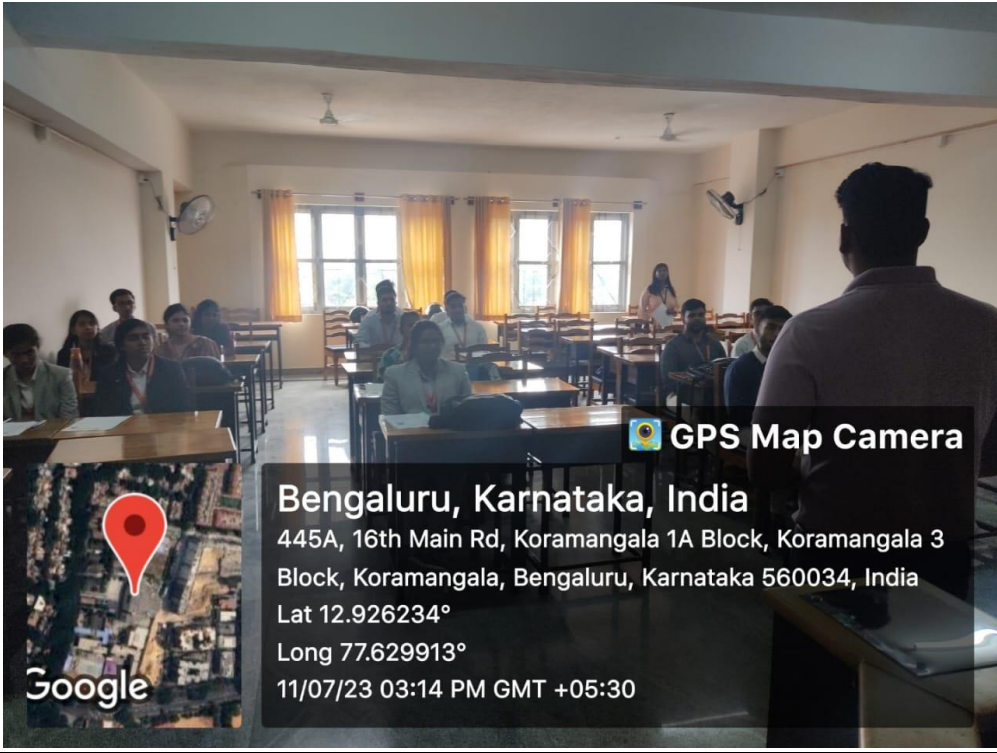 GPS Map Camera
Bengaluru, Karnataka, India
445A, 16th Main Rd, Koramangala 1A Block, Koramangala 3
Block, Koramangala, Bengaluru, Karnataka 560034, India
Lat 12.926234°
Long 77.629913°
11/07/23 03:14 PM GMT +05:30
Google